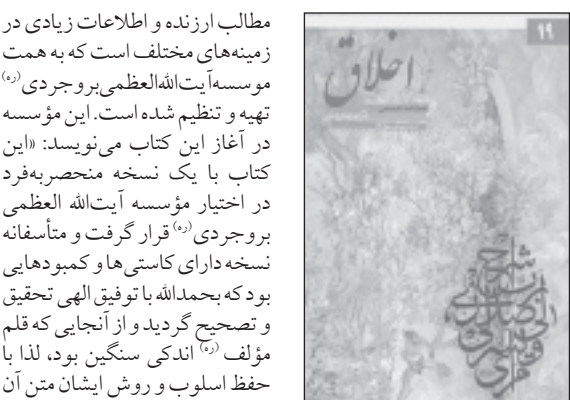 مطالب ارزنده و اطلاعات زیادی در
زمینه‌های مختلف است که به همت
موسسه‌آیت‌الله‌العظمی‌بروجردی(ره)
تهیه و تنظیم شده است. این مؤسسه
در آغاز این کتاب می‌نویسد: «این
کتاب با یک نسخه منحصربه‌فرد
در اختیار مؤسسه آیت‌الله العظمی
بروجردی(ره) قرار گرفت و متأسفانه
نسخه دارای کاستی‌ها و کمبودهایی
بود که بحمدالله با توفیق الهی تحقیق
و تصحیح گردید و از آنجایی که قلم
مؤلف (ره) اندکی سنگین بود، لذا با
حفظ اسلوب و روش ایشان متن آن
۱۹
اخلاق